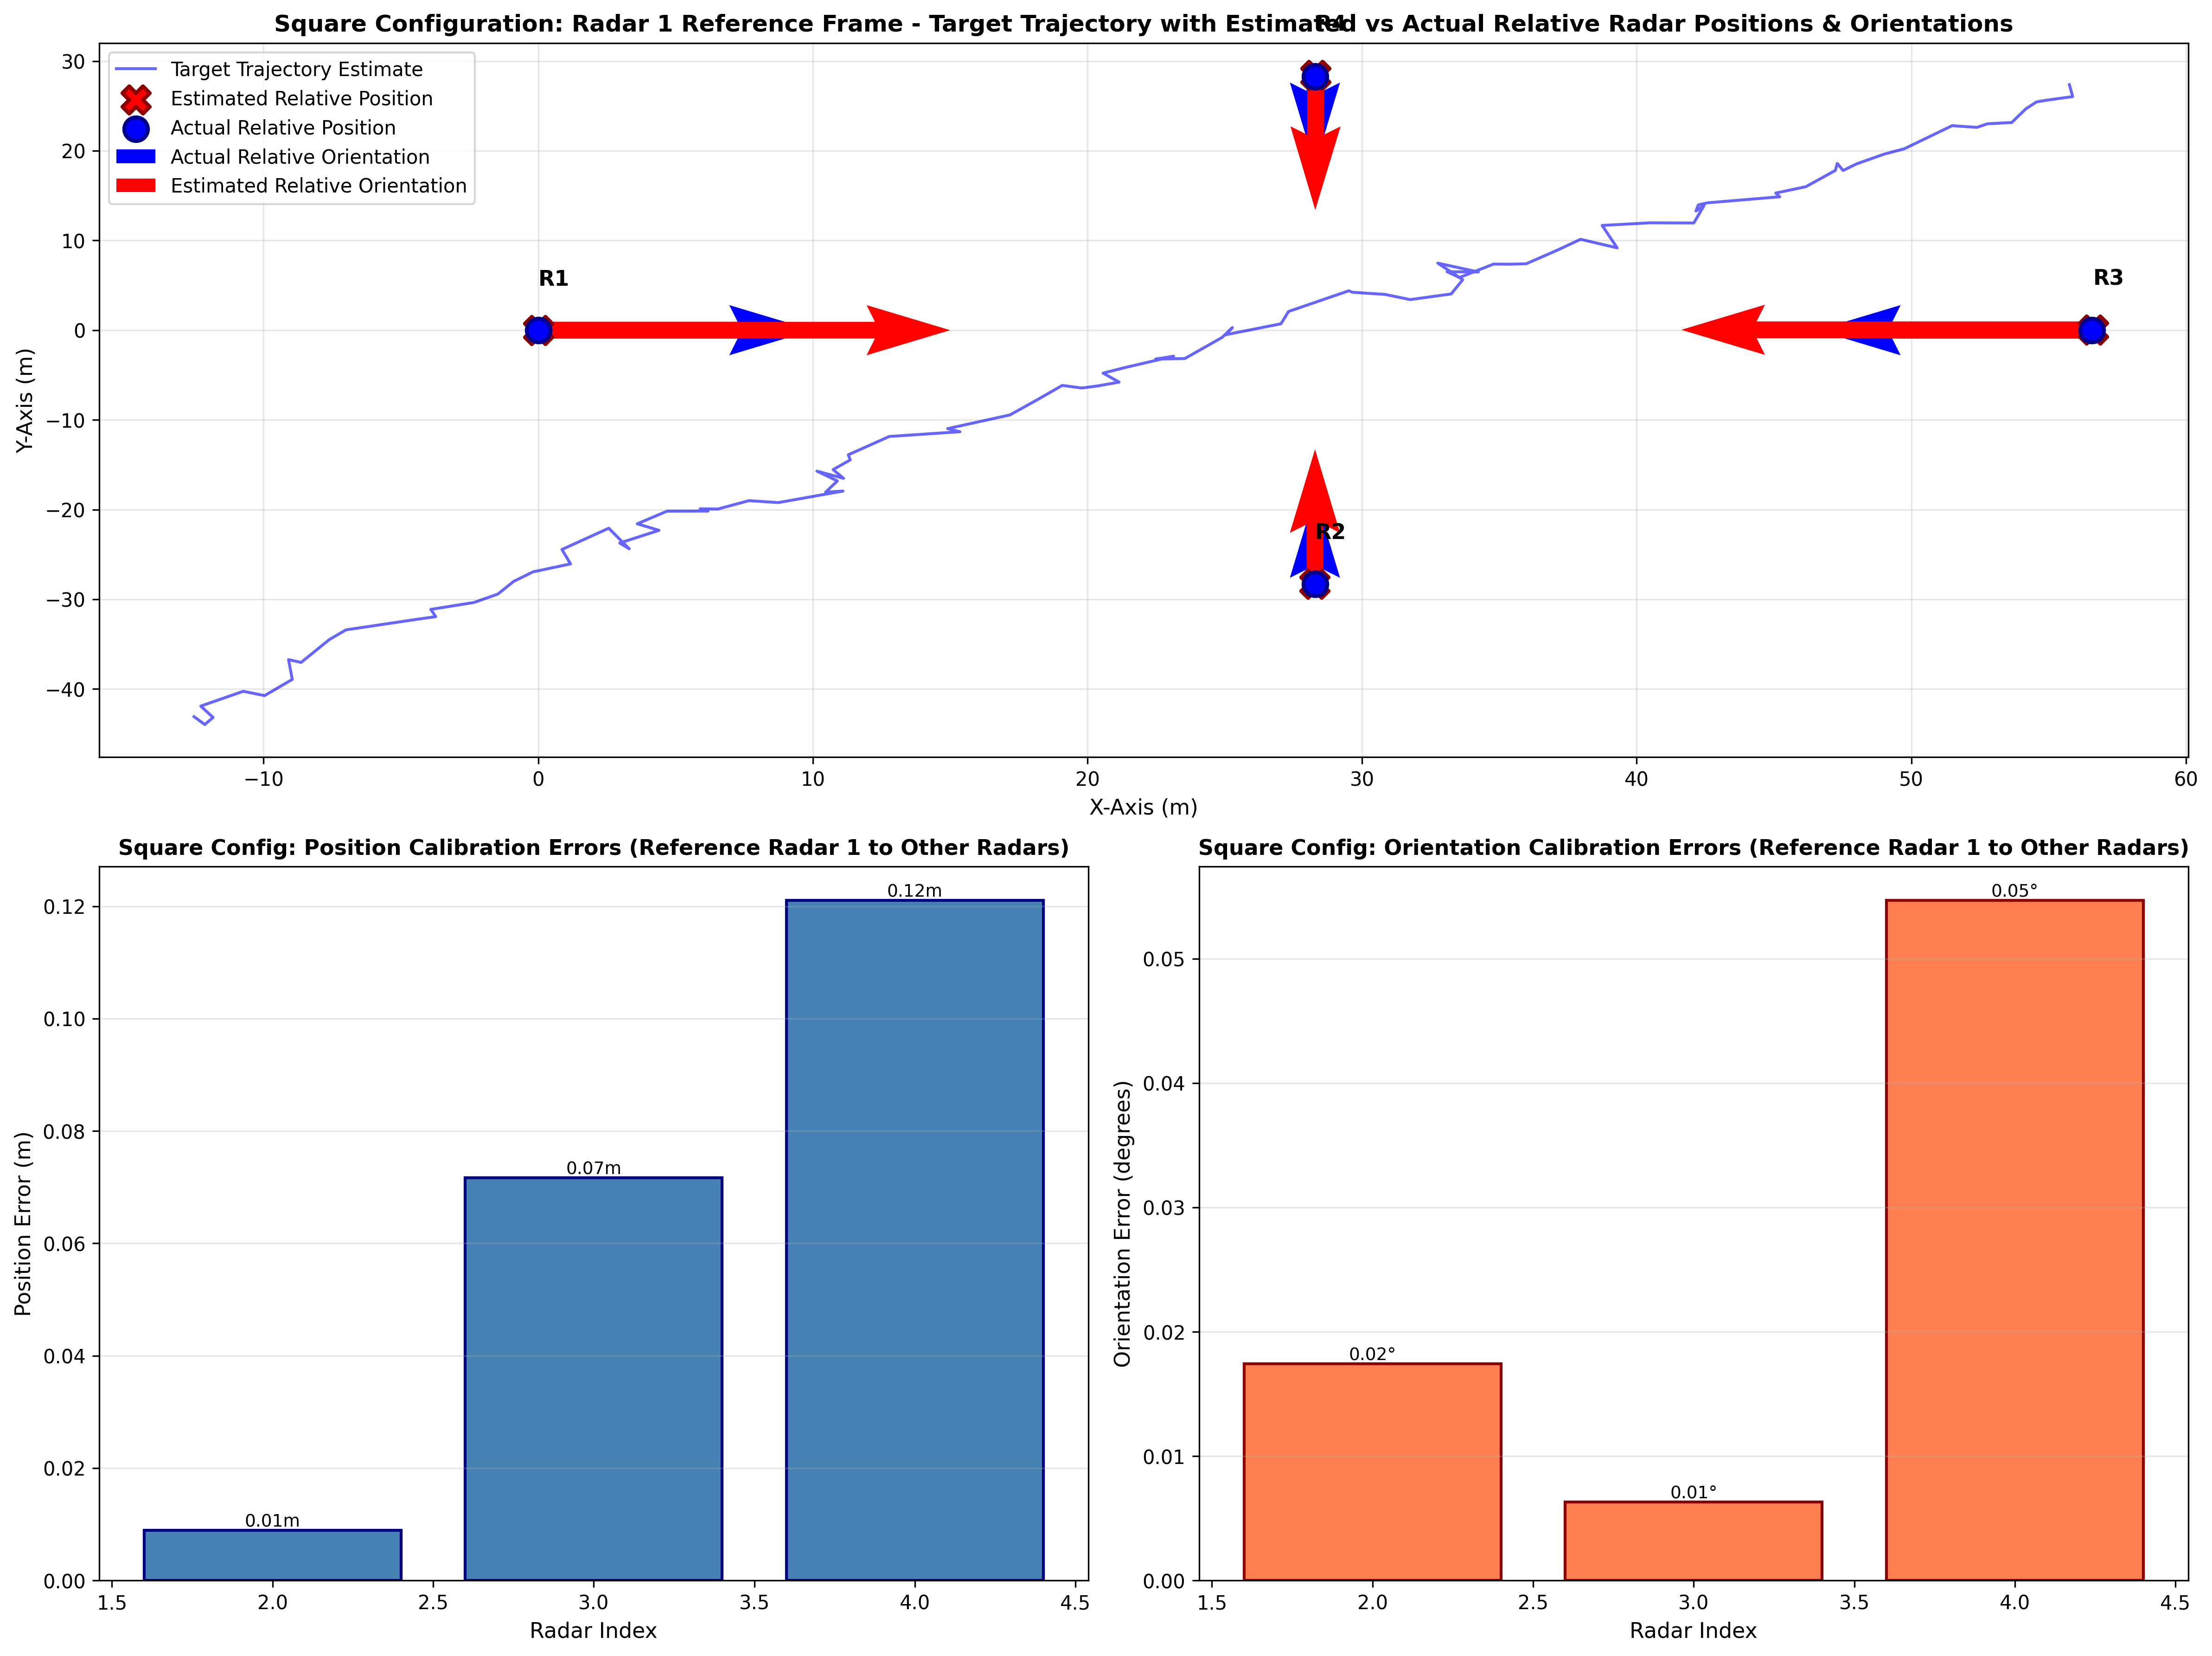 Square Configuration: Radar 1 Reference Frame - Target Trajectory with Estimated vs Actual Relative Radar Positions & Orientations
R4
Target Trajectory Estimate
Estimated Relative Position
Actual Relative Position
Actual Relative Orientation
Estimated Relative Orientation
R1
R3
R2
30
20
10
0
−10
−20
−30
−40
Y-Axis (m)
−10
0
10
20
30
40
50
60
X-Axis (m)
Square Config: Position Calibration Errors (Reference Radar 1 to Other Radars)
0.12m
0.07m
0.01m
0.12
0.10
0.08
0.06
0.04
0.02
0.00
Position Error (m)
1.5
2.0
2.5
3.0
3.5
4.0
4.5
Radar Index
Square Config: Orientation Calibration Errors (Reference Radar 1 to Other Radars)
0.05°
0.02°
0.01°
0.05
0.04
0.03
0.02
0.01
0.00
Orientation Error (degrees)
1.5
2.0
2.5
3.0
3.5
4.0
4.5
Radar Index